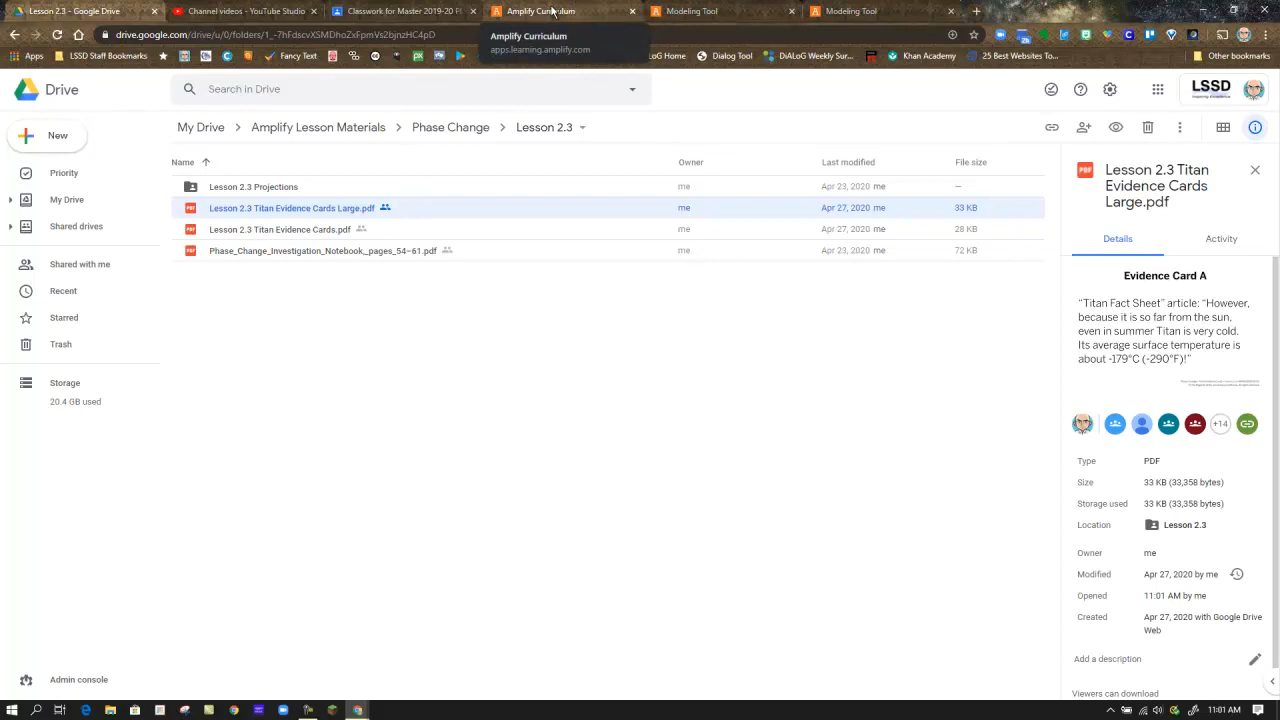 Lesson 2.3 - Google Drive
Channel videos - YouTube Studio
Classwork for Master 2019-20 Fl
Amplify Curriculum
Modeling Tool
Modeling Tool
drive.google.com/drive/u/0/folders/1_-7hFdscvXSMDhoZxFpmVs2bjnzHC4pD
Amplify Curriculum
apps.learning.amplify.com
Apps
LSSD Staff Bookmarks
Fancy
LoG Home
Dialog Tool
DiALoG Weekly Sur...
Khan Academy
25 Best Websites To...
Other bookmarks
Drive
Search in Drive
LSSD
New
My Drive
Amplify Lesson Materials
Phase Change
Lesson 2.3
Priority
My Drive
Shared drives
Shared with me
Recent
Starred
Trash
Storage
20.4 GB used
Admin console
Name
Owner
Last modified
File size
Lesson 2.3 Projections
me
Apr 23, 2020 me
—
Lesson 2.3 Titan Evidence Cards Large.pdf
me
Apr 27, 2020 me
33 KB
Lesson 2.3 Titan Evidence Cards.pdf
me
Apr 27, 2020 me
28 KB
Phase_Change_Investigation_Notebook_pages_54–61.pdf
me
Apr 23, 2020 me
72 KB
PDF
Lesson 2.3 Titan
Evidence Cards
Large.pdf
Details
Activity
Evidence Card A
“Titan Fact Sheet” article: “However,
because it is so far from the sun,
even in summer Titan is very cold.
Its average surface temperature is
about -179°C (-290°F)!”
+14
Type
PDF
Size
33 KB (33,358 bytes)
Storage used
33 KB (33,358 bytes)
Location
Lesson 2.3
Owner
me
Modified
Apr 27, 2020 by me
Opened
11:01 AM by me
Created
Apr 27, 2020 with Google Drive
Web
Add a description
Viewers can download
11:01 AM